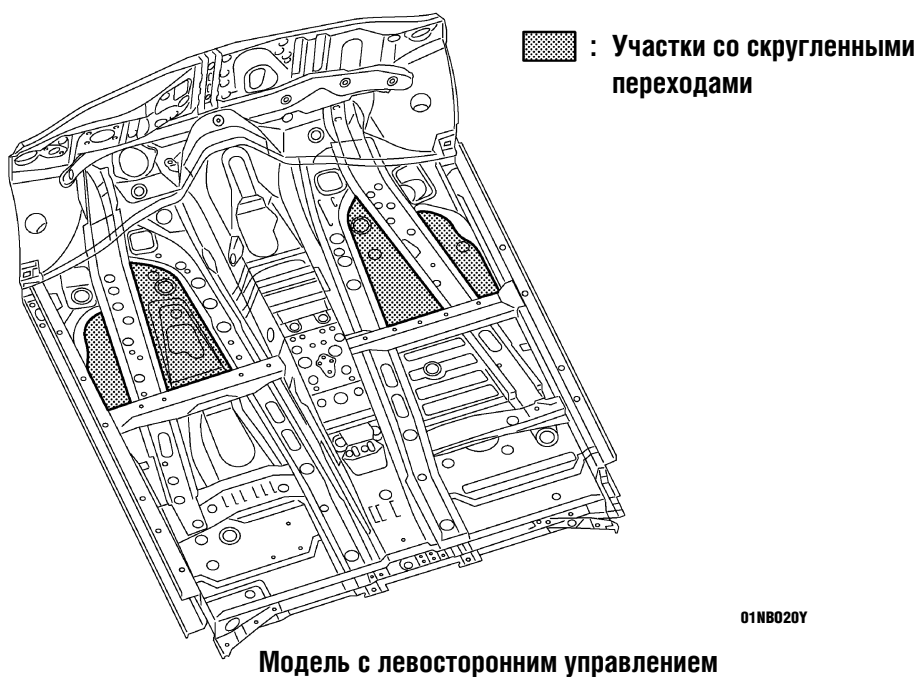 : Участки со скругленными
переходами
01NB020Y
Модель с левосторонним управлением